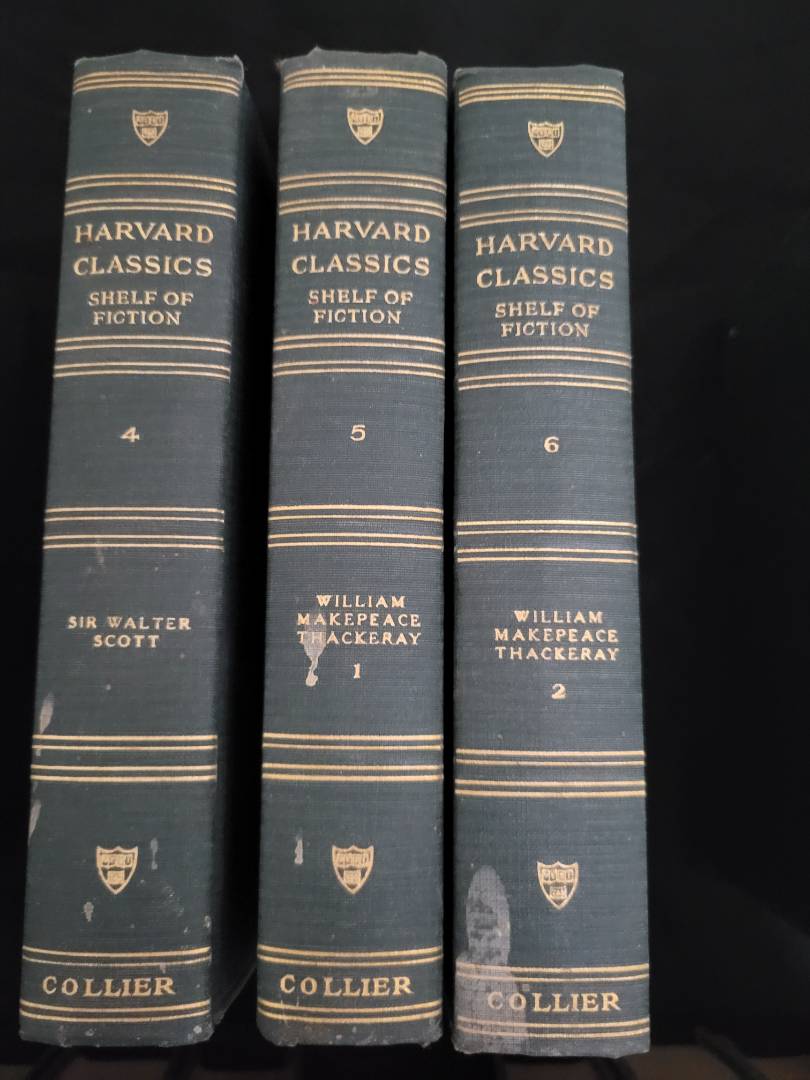 HARVARD
CLASSICS
SHELF OF
FICTION
4
SIR WALTER
SCOTT
COLLIER
HARVARD
CLASSICS
SHELF OF
FICTION
5
WILLIAM
MAKEPEACE
THACKERAY
1
COLLIER
HARVARD
CLASSICS
SHELF OF
FICTION
6
WILLIAM
MAKEPEACE
THACKERAY
2
COLLIER